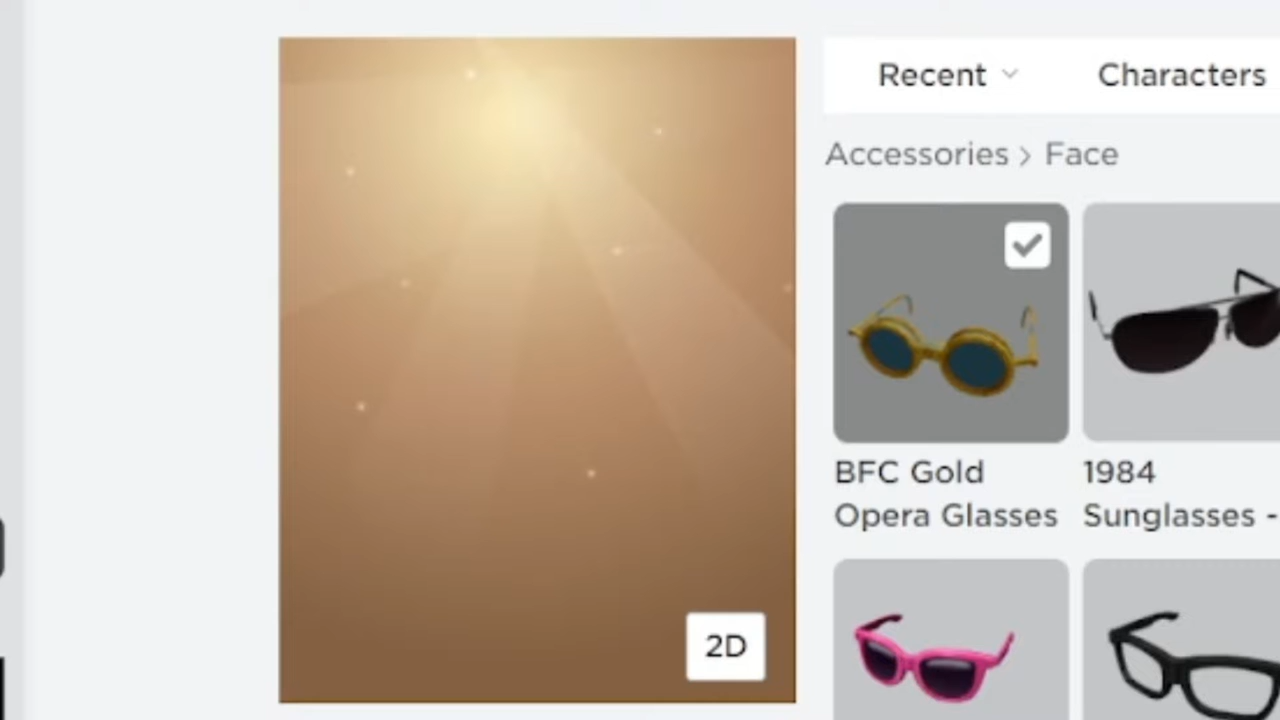 Recent
Characters
Accessories > Face
BFC Gold
Opera Glasses
1984
Sunglasses -
2D